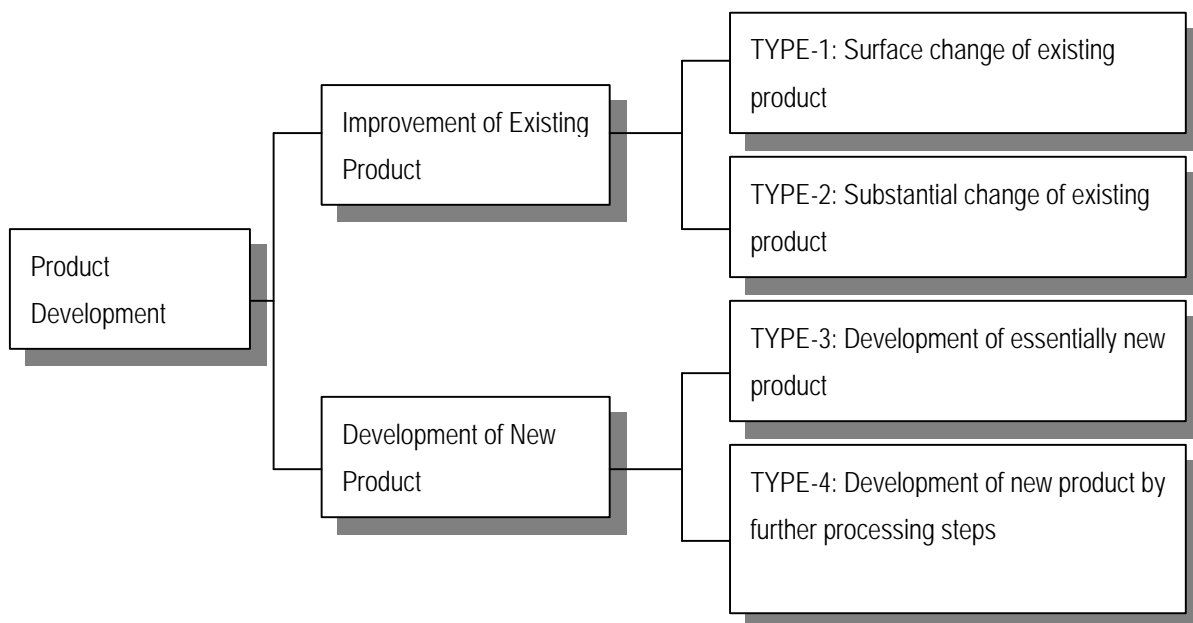 Product
Development
Improvement of Existing
Product
Development of New
Product
TYPE-1: Surface change of existing
product
TYPE-2: Substantial change of existing
product
TYPE-3: Development of essentially new
product
TYPE-4: Development of new product by
further processing steps